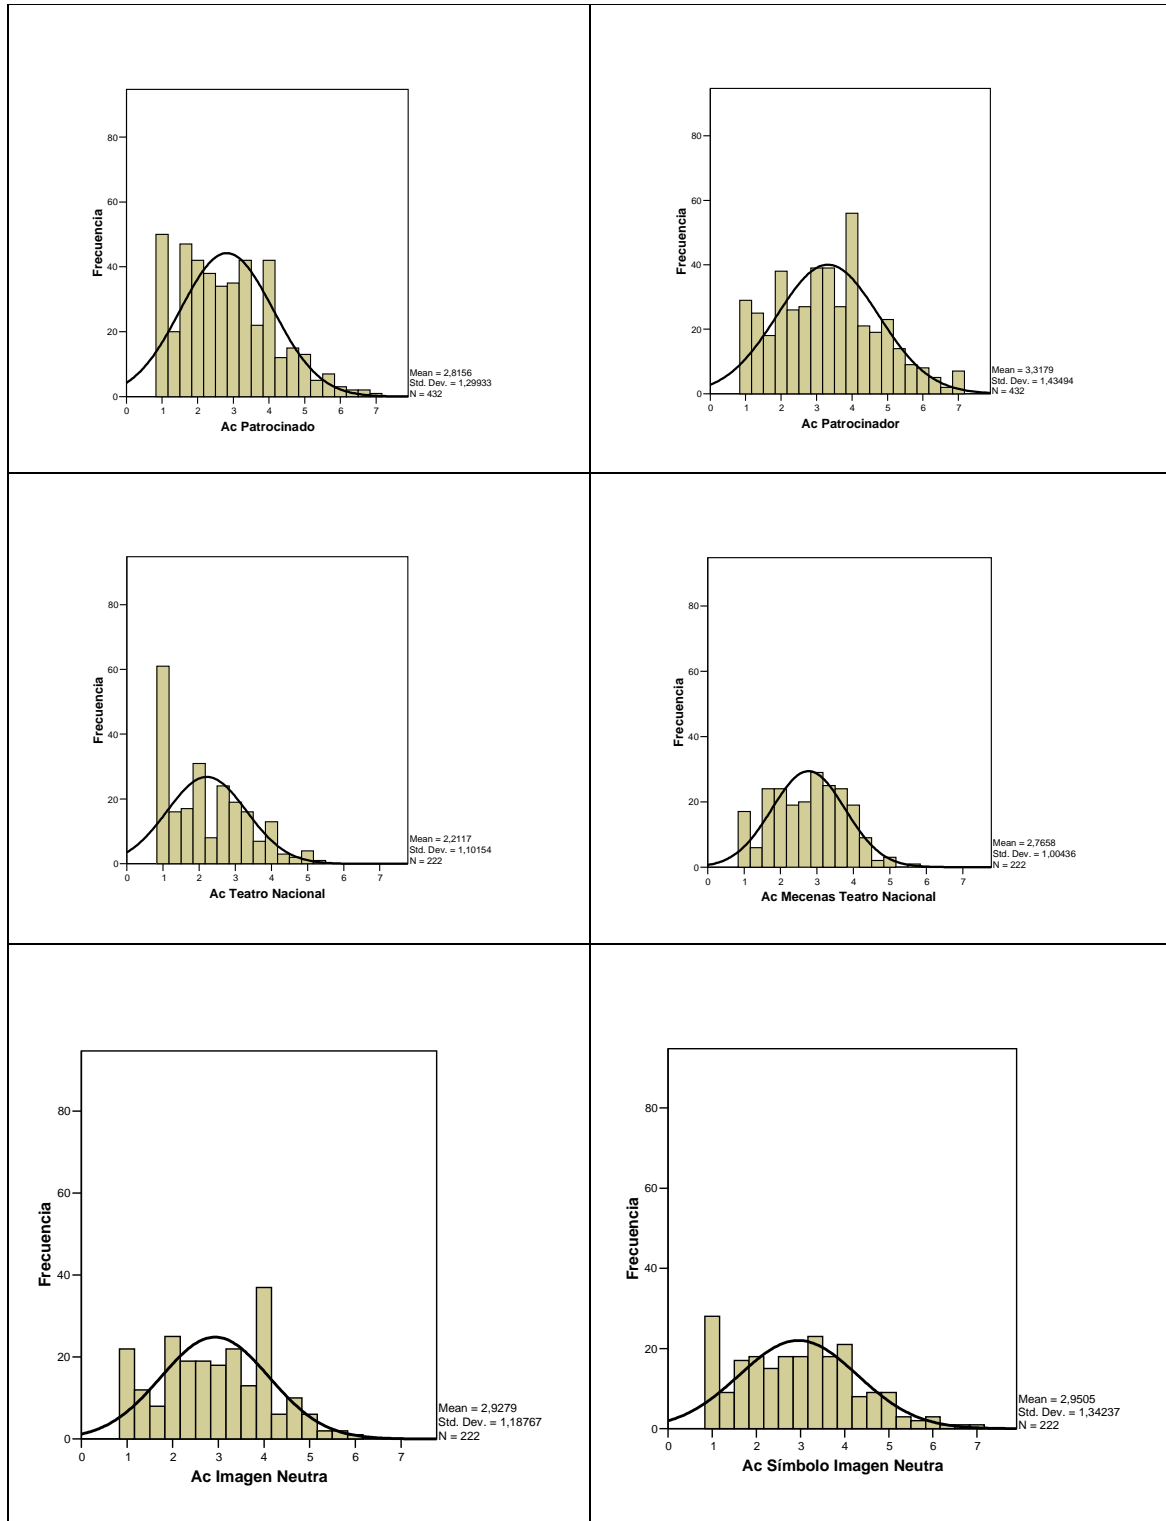 80
60
40
20
0
Frecuencia
0 1 2 3 4 5 6 7
Ac Patrocinado
Mean = 2,8156
Std. Dev. = 1,29933
N = 432
80
60
40
20
0
Frecuencia
0 1 2 3 4 5 6 7
Ac Patrocinador
Mean = 3,3179
Std. Dev. = 1,43494
N = 432
80
60
40
20
0
Frecuencia
0 1 2 3 4 5 6 7
Ac Teatro Nacional
Mean = 2,2117
Std. Dev. = 1,10154
N = 222
80
60
40
20
0
Frecuencia
0 1 2 3 4 5 6 7
Ac Mecenas Teatro Nacional
Mean = 2,7658
Std. Dev. = 1,00436
N = 222
80
60
40
20
0
Frecuencia
0 1 2 3 4 5 6 7
Ac Imagen Neutra
Mean = 2,9279
Std. Dev. = 1,18767
N = 222
80
60
40
20
0
Frecuencia
0 1 2 3 4 5 6 7
Ac Símbolo Imagen Neutra
Mean = 2,9505
Std. Dev. = 1,34237
N = 222